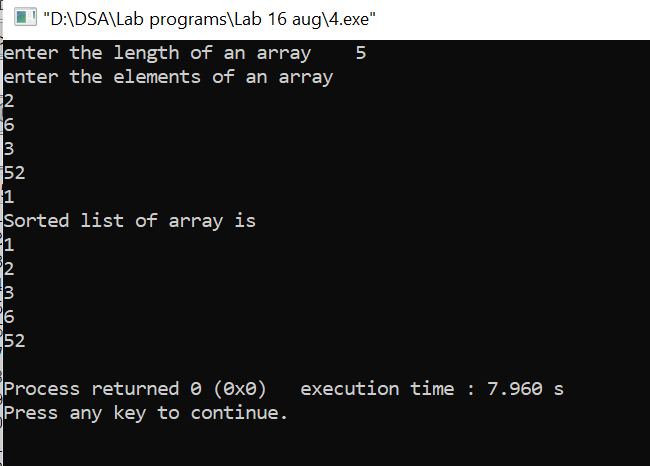 "D:\DSA\Lab programs\Lab 16 aug\4.exe"
enter the length of an array    5
enter the elements of an array
2
6
3
52
1
Sorted list of array is
1
2
3
6
52
Process returned 0 (0x0)   execution time : 7.960 s
Press any key to continue.